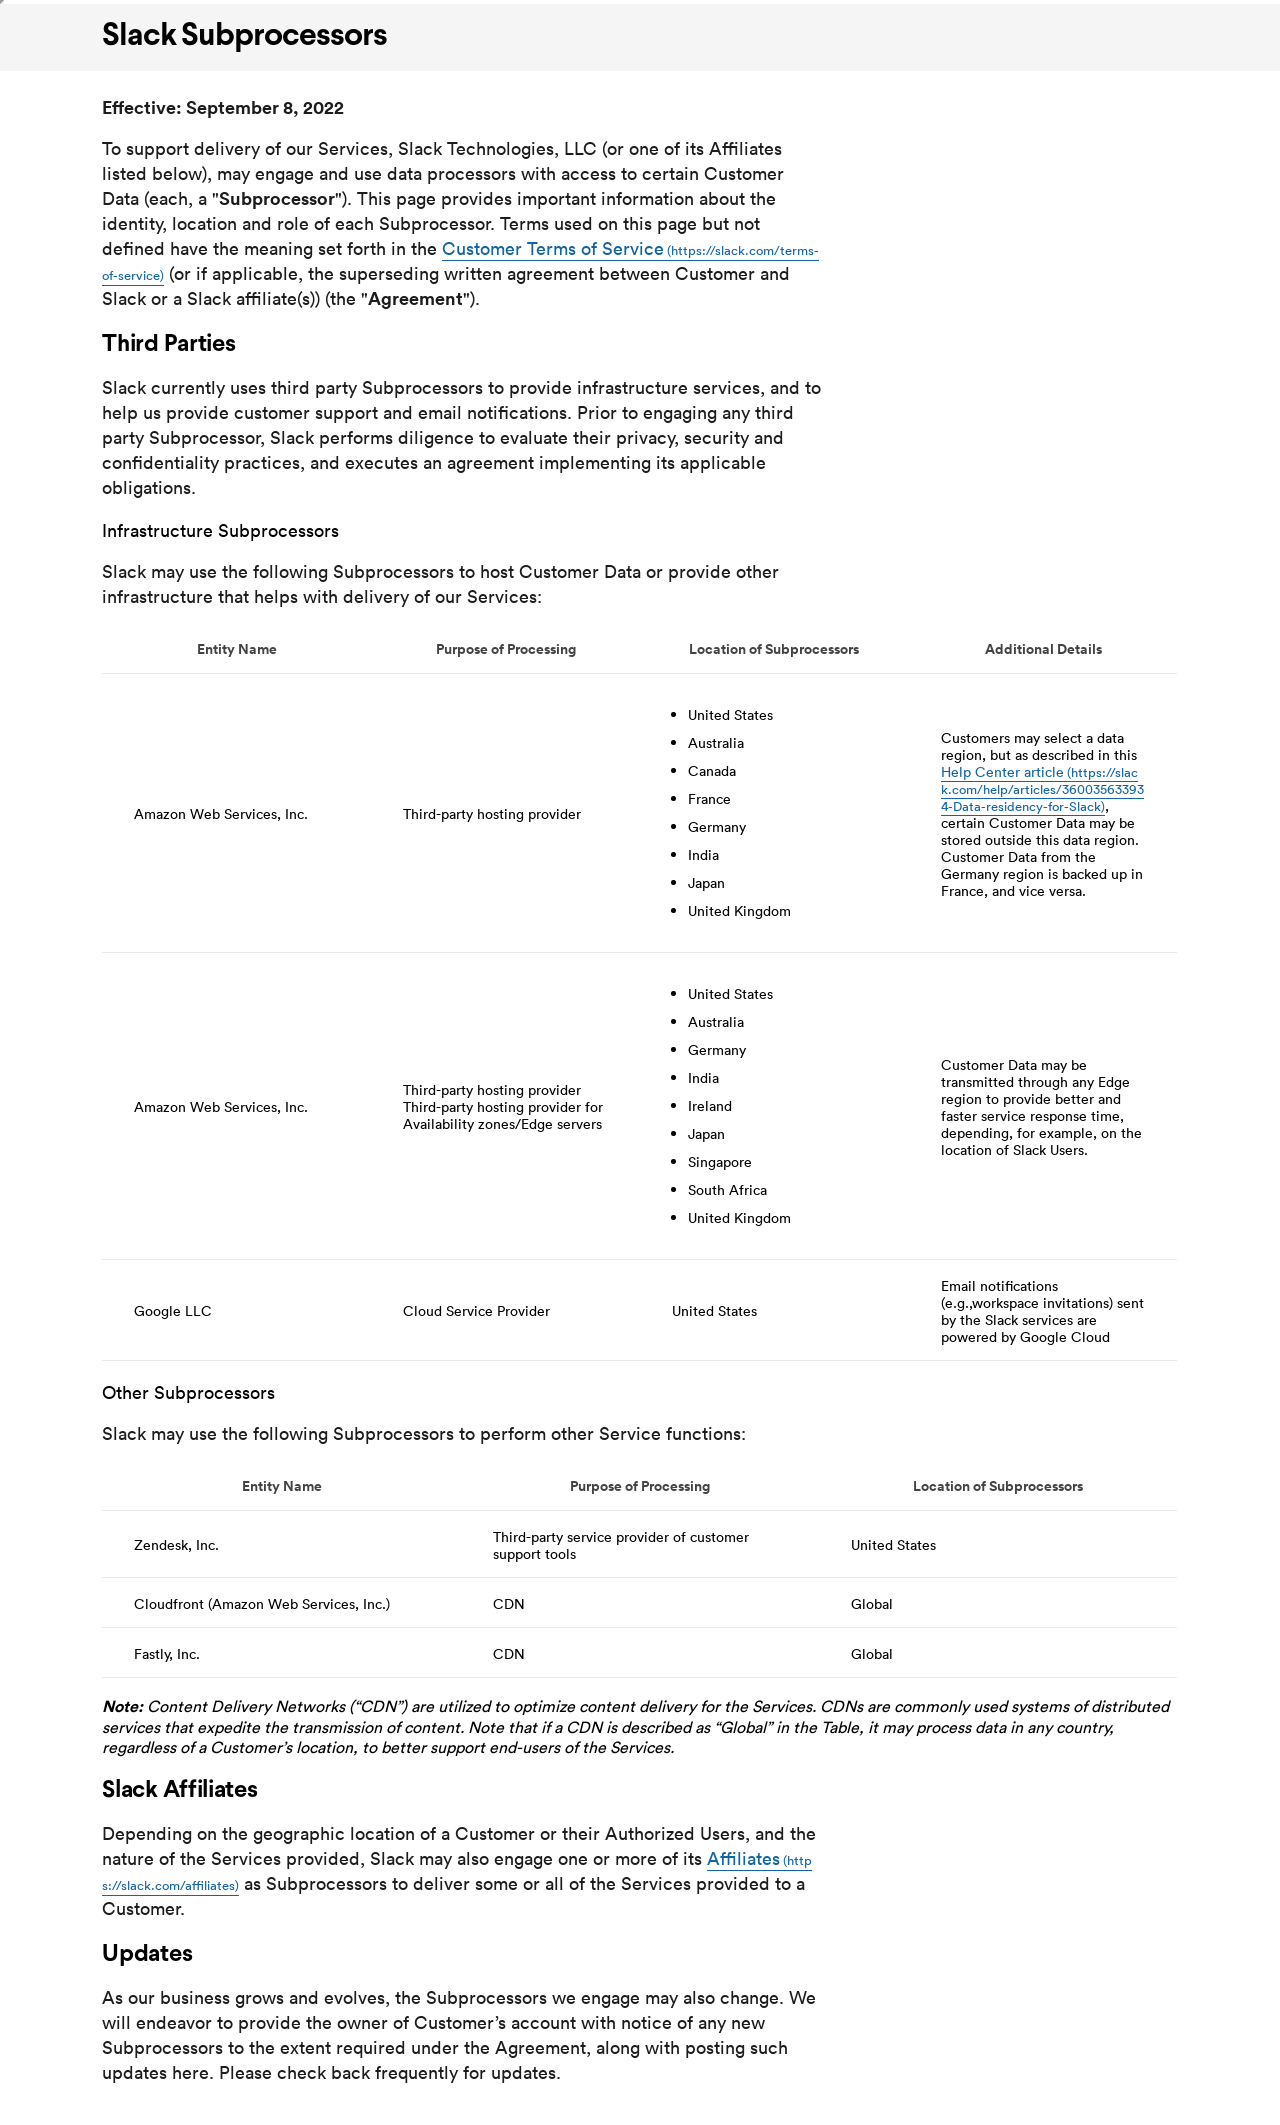 Slack Subprocessors
Effective: September 8, 2022
To support delivery of our Services, Slack Technologies, LLC (or one of its Affiliates
listed below), may engage and use data processors with access to certain Customer
Data (each, a "Subprocessor"). This page provides important information about the
identity, location and role of each Subprocessor. Terms used on this page but not
defined have the meaning set forth in the Customer Terms of Service (https://slack.com/terms-
of-service) (or if applicable, the superseding written agreement between Customer and
Slack or a Slack affiliate(s)) (the "Agreement").
Third Parties
Slack currently uses third party Subprocessors to provide infrastructure services, and to
help us provide customer support and email notifications. Prior to engaging any third
party Subprocessor, Slack performs diligence to evaluate their privacy, security and
confidentiality practices, and executes an agreement implementing its applicable
obligations.
Infrastructure Subprocessors
Slack may use the following Subprocessors to host Customer Data or provide other
infrastructure that helps with delivery of our Services:
Entity Name Purpose of Processing Location of Subprocessors Additional Details
Amazon Web Services, Inc.
Third-party hosting provider
• United States
• Australia
• Canada
• France
• Germany
• India
• Japan
• United Kingdom
Customers may select a data
region, but as described in this
Help Center article (https://slac
k.com/help/articles/36003563393
4-Data-residency-for-Slack),
certain Customer Data may be
stored outside this data region.
Customer Data from the
Germany region is backed up in
France, and vice versa.
Amazon Web Services, Inc.
Third-party hosting provider
Third-party hosting provider for
Availability zones/Edge servers
• United States
• Australia
• Germany
• India
• Ireland
• Japan
• Singapore
• South Africa
• United Kingdom
Customer Data may be
transmitted through any Edge
region to provide better and
faster service response time,
depending, for example, on the
location of Slack Users.
Google LLC
Cloud Service Provider
United States
Email notifications
(e.g.,workspace invitations) sent
by the Slack services are
powered by Google Cloud
Other Subprocessors
Slack may use the following Subprocessors to perform other Service functions:
Entity Name Purpose of Processing Location of Subprocessors
Zendesk, Inc.
Third-party service provider of customer
support tools
United States
Cloudfront (Amazon Web Services, Inc.) CDN Global
Fastly, Inc. CDN Global
Note: Content Delivery Networks (“CDN”) are utilized to optimize content delivery for the Services. CDNs are commonly used systems of distributed
services that expedite the transmission of content. Note that if a CDN is described as “Global” in the Table, it may process data in any country,
regardless of a Customer’s location, to better support end-users of the Services.
Slack Affiliates
Depending on the geographic location of a Customer or their Authorized Users, and the
nature of the Services provided, Slack may also engage one or more of its Affiliates (http
s://slack.com/affiliates) as Subprocessors to deliver some or all of the Services provided to a
Customer.
Updates
As our business grows and evolves, the Subprocessors we engage may also change. We
will endeavor to provide the owner of Customer’s account with notice of any new
Subprocessors to the extent required under the Agreement, along with posting such
updates here. Please check back frequently for updates.